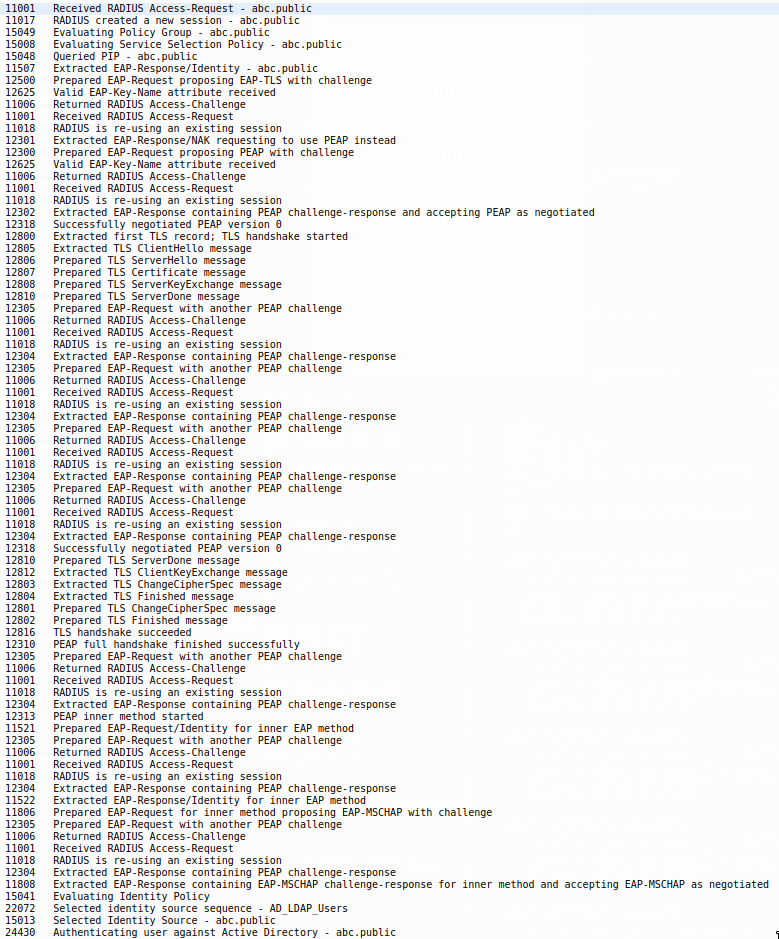 11001 Received RADIUS Access-Request - abc.public
11017 RADIUS created a new session - abc.public
15049 Evaluating Policy Group - abc.public
15008 Evaluating Service Selection Policy - abc.public
15048 Queried PIP - abc.public
11507 Extracted EAP-Response/Identity - abc.public
12500 Prepared EAP-Request proposing EAP-TLS with challenge
12625 Valid EAP-Key-Name attribute received
11006 Returned RADIUS Access-Challenge
11001 Received RADIUS Access-Request
11018 RADIUS is re-using an existing session
12301 Extracted EAP-Response/NAK requesting to use PEAP instead
12300 Prepared EAP-Request proposing PEAP with challenge
12625 Valid EAP-Key-Name attribute received
11006 Returned RADIUS Access-Challenge
11001 Received RADIUS Access-Request
11018 RADIUS is re-using an existing session
12302 Extracted EAP-Response containing PEAP challenge-response and accepting PEAP as negotiated
12318 Successfully negotiated PEAP version 0
12800 Extracted first TLS record; TLS handshake started
12805 Extracted TLS ClientHello message
12806 Prepared TLS ServerHello message
12807 Prepared TLS Certificate message
12808 Prepared TLS ServerKeyExchange message
12810 Prepared TLS ServerDone message
12305 Prepared EAP-Request with another PEAP challenge
11006 Returned RADIUS Access-Challenge
11001 Received RADIUS Access-Request
11018 RADIUS is re-using an existing session
12304 Extracted EAP-Response containing PEAP challenge-response
12305 Prepared EAP-Request with another PEAP challenge
11006 Returned RADIUS Access-Challenge
11001 Received RADIUS Access-Request
11018 RADIUS is re-using an existing session
12304 Extracted EAP-Response containing PEAP challenge-response
12305 Prepared EAP-Request with another PEAP challenge
11006 Returned RADIUS Access-Challenge
11001 Received RADIUS Access-Request
11018 RADIUS is re-using an existing session
12304 Extracted EAP-Response containing PEAP challenge-response
12305 Prepared EAP-Request with another PEAP challenge
11006 Returned RADIUS Access-Challenge
11001 Received RADIUS Access-Request
11018 RADIUS is re-using an existing session
12304 Extracted EAP-Response containing PEAP challenge-response
12318 Successfully negotiated PEAP version 0
12810 Prepared TLS ServerDone message
12812 Extracted TLS ClientKeyExchange message
12803 Extracted TLS ChangeCipherSpec message
12804 Extracted TLS Finished message
12801 Prepared TLS ChangeCipherSpec message
12802 Prepared TLS Finished message
12816 TLS handshake succeeded
12310 PEAP full handshake finished successfully
12305 Prepared EAP-Request with another PEAP challenge
11006 Returned RADIUS Access-Challenge
11001 Received RADIUS Access-Request
11018 RADIUS is re-using an existing session
12304 Extracted EAP-Response containing PEAP challenge-response
12313 PEAP inner method started
11521 Prepared EAP-Request/Identity for inner EAP method
12305 Prepared EAP-Request with another PEAP challenge
11006 Returned RADIUS Access-Challenge
11001 Received RADIUS Access-Request
11018 RADIUS is re-using an existing session
12304 Extracted EAP-Response containing PEAP challenge-response
11522 Extracted EAP-Response/Identity for inner EAP method
11806 Prepared EAP-Request for inner method proposing EAP-MSCHAP with challenge
12305 Prepared EAP-Request with another PEAP challenge
11006 Returned RADIUS Access-Challenge
11001 Received RADIUS Access-Request
11018 RADIUS is re-using an existing session
12304 Extracted EAP-Response containing PEAP challenge-response
11808 Extracted EAP-Response containing EAP-MSCHAP challenge-response for inner method and accepting EAP-MSCHAP as negotiated
15041 Evaluating Identity Policy
22072 Selected identity source sequence - AD_LDAP_Users
15013 Selected Identity Source - abc.public
24430 Authenticating user against Active Directory - abc.public